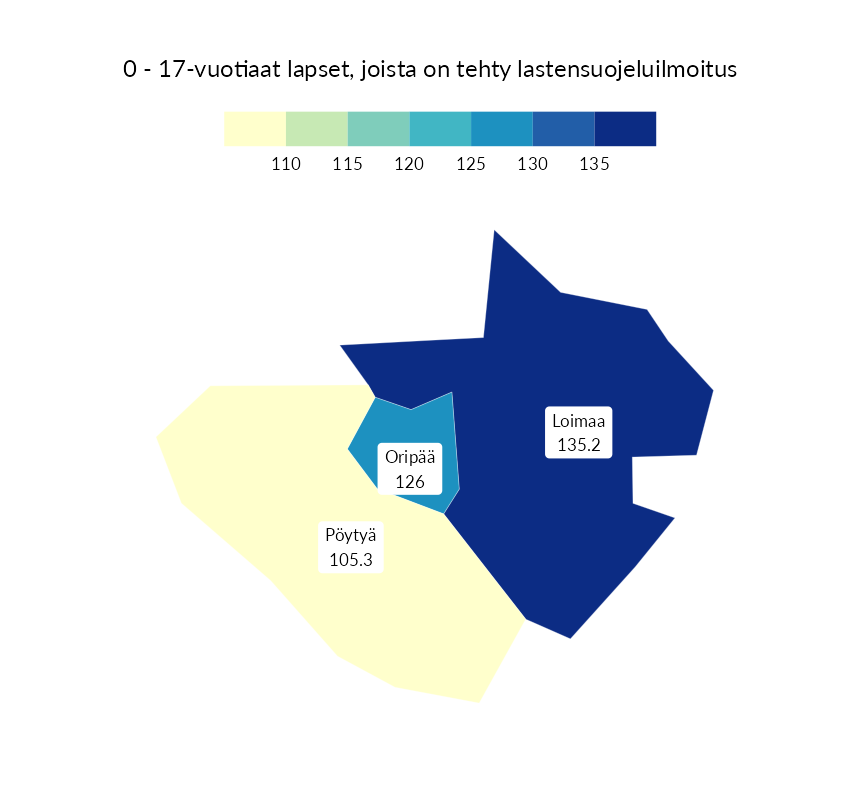 0 - 17-vuotiaat lapset, joista on tehty lastensuojeluilmoitus
110 115 120 125 130 135
Loimaa
135.2
Oripää
126
Pöytyä
105.3